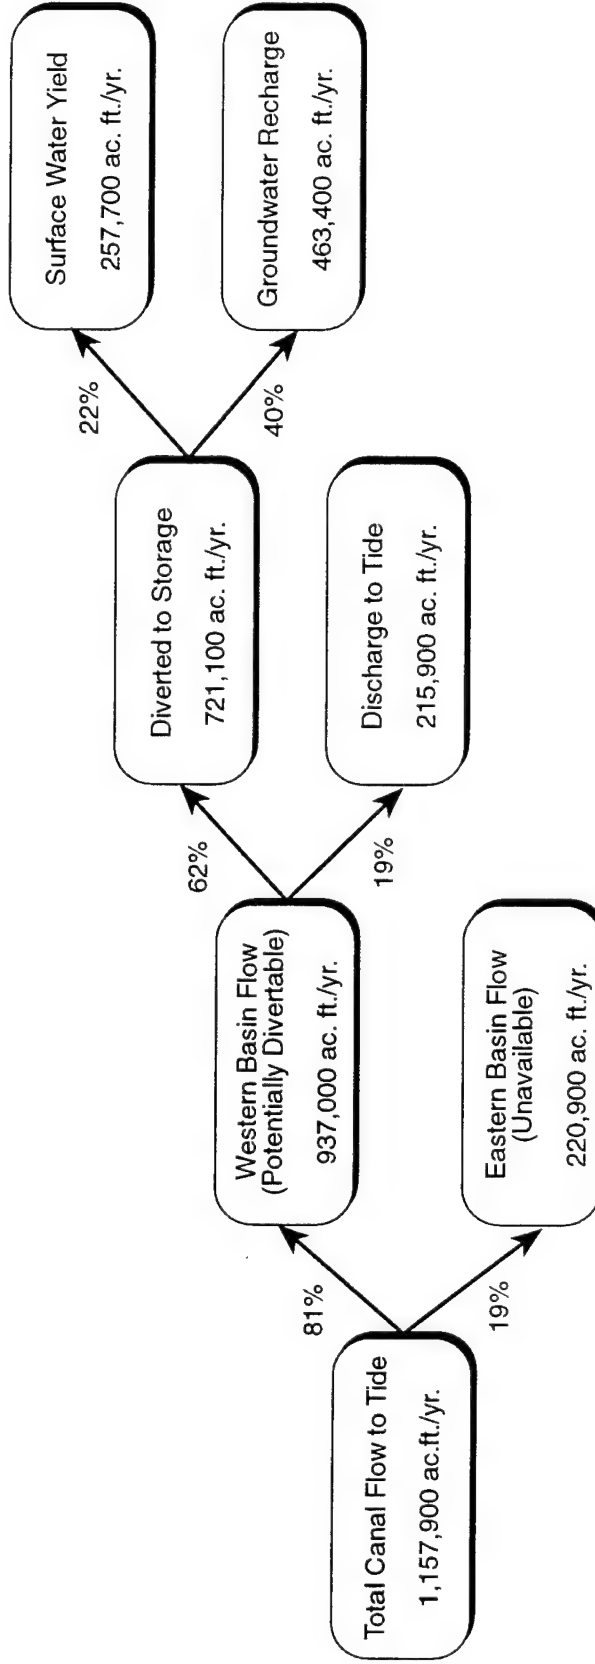 Total Canal Flow to Tide
1,157,900 ac.ft./yr.
81%
19%
Western Basin Flow
(Potentially Divertable)
937,000 ac. ft./yr.
Eastern Basin Flow
(Unavailable)
220,900 ac. ft./yr.
62%
19%
Diverted to Storage
721,100 ac. ft./yr.
Discharge to Tide
215,900 ac. ft./yr.
22%
40%
Surface Water Yield
257,700 ac. ft./yr.
Groundwater Recharge
463,400 ac. ft./yr.